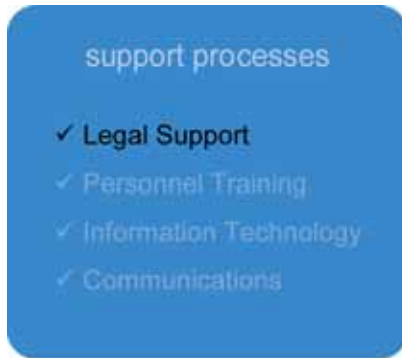 support processes
✓ Legal Support
✓ Personnel Training
✓ Information Technology
✓ Communications